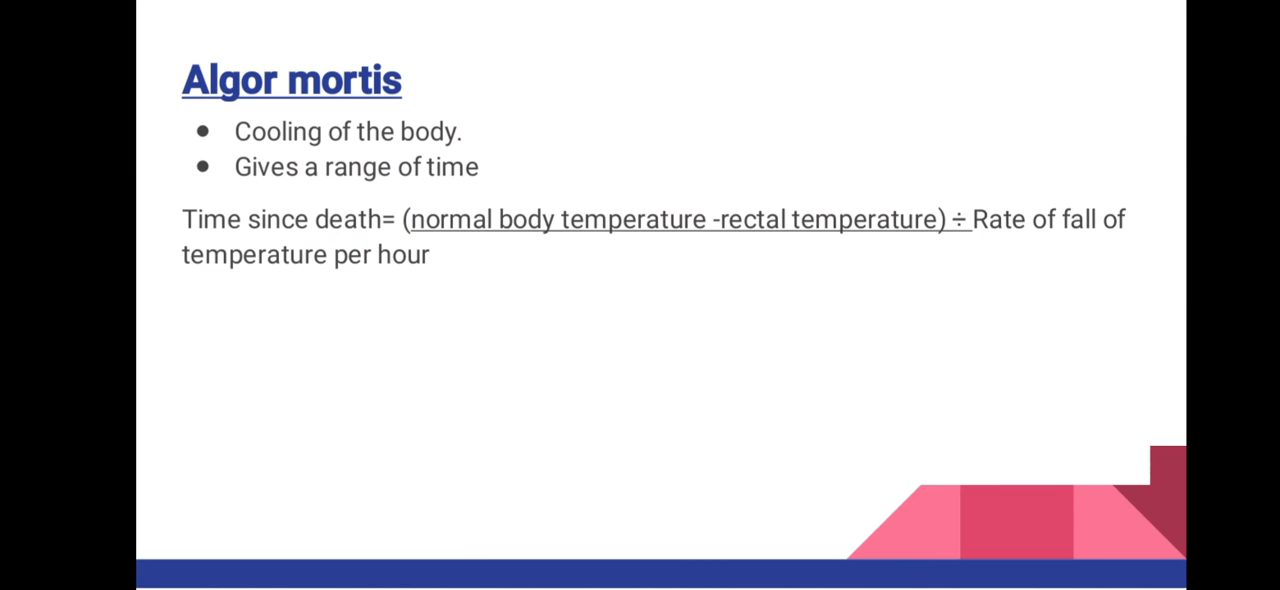 Algor mortis
● Cooling of the body.
● Gives a range of time
Time since death= (normal body temperature -rectal temperature) ÷ Rate of fall of
temperature per hour